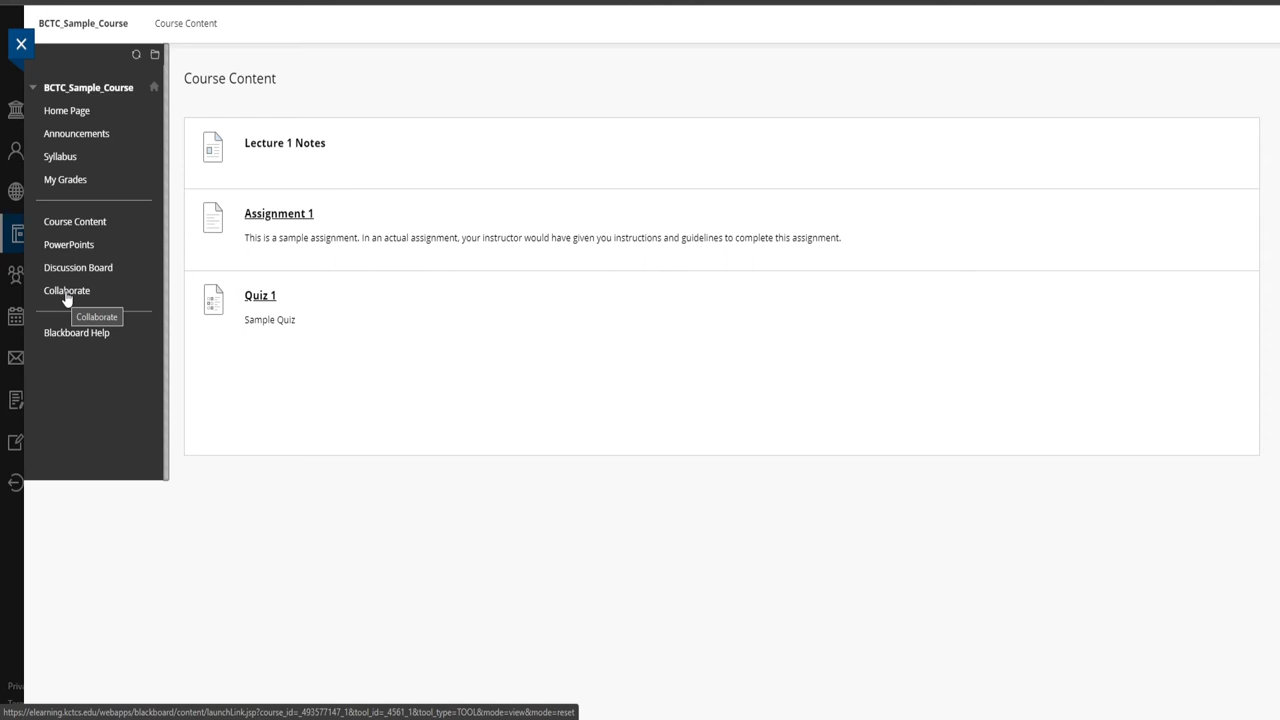 BCTC_Sample_Course Course Content
BCTC_Sample_Course
Home Page
Announcements
Syllabus
My Grades
Course Content
PowerPoints
Discussion Board
Collaborate
Collaborate
Blackboard Help
Course Content
Lecture 1 Notes
Assignment 1
This is a sample assignment. In an actual assignment, your instructor would have given you instructions and guidelines to complete this assignment.
Quiz 1
Sample Quiz
https://elearning.kctcs.edu/webapps/blackboard/content/launchLink.jsp?course_id=_493577147_1&tool_id=_4561_1&tool_type=TOOL&mode=view&mode=reset